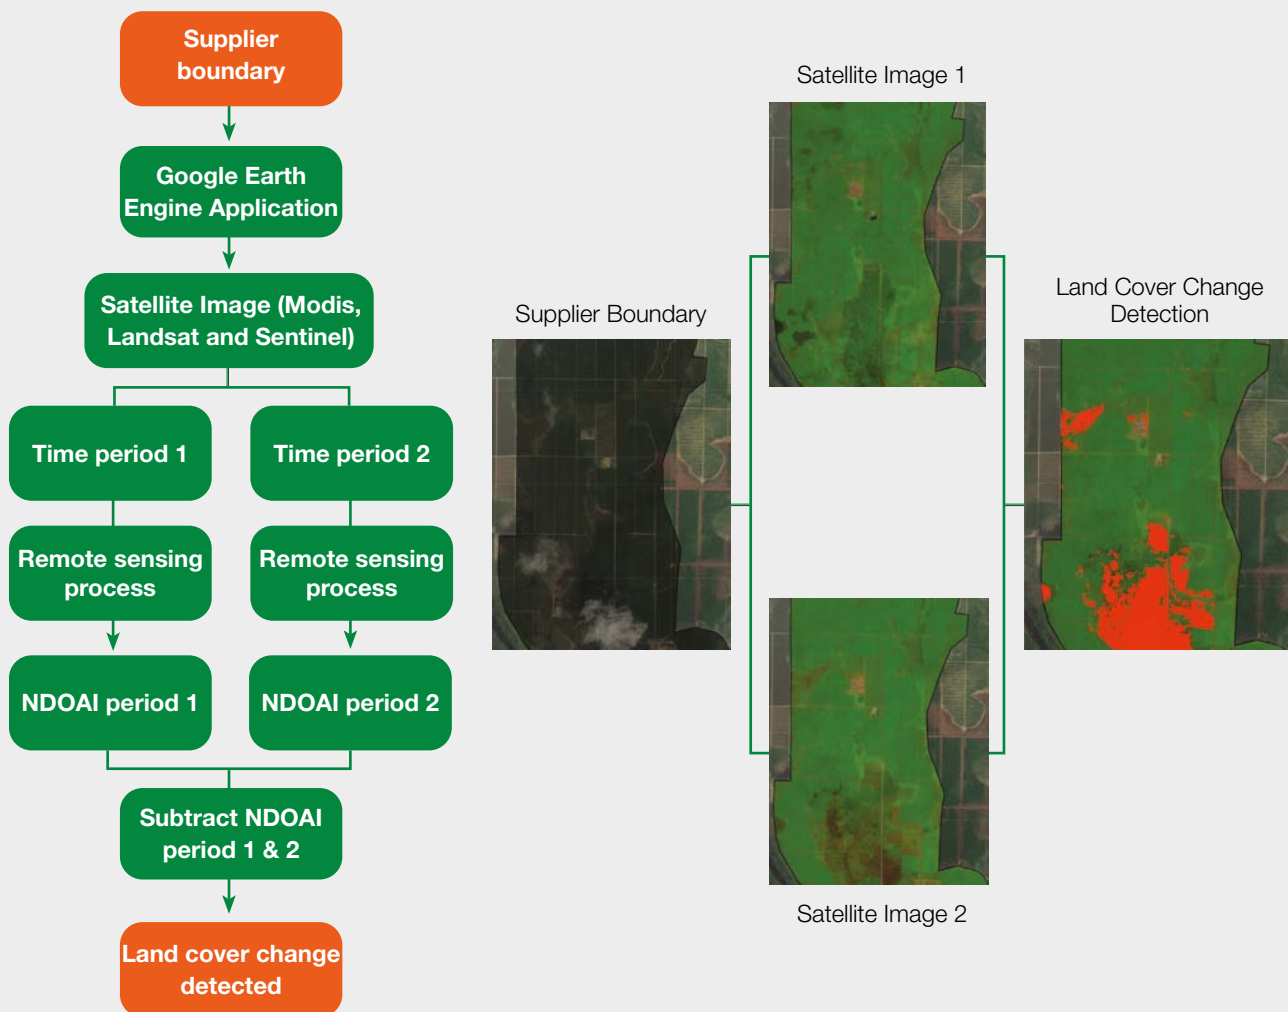 Supplier
boundary
Google Earth
Engine Application
Satellite Image (Modis,
Landsat and Sentinel)
Time period 1
Time period 2
Remote sensing
process
Remote sensing
process
NDOAI period 1
NDOAI period 2
Subtract NDOAI
period 1 & 2
Land cover change
detected
Supplier Boundary
Satellite Image 1
Satellite Image 2
Land Cover Change
Detection